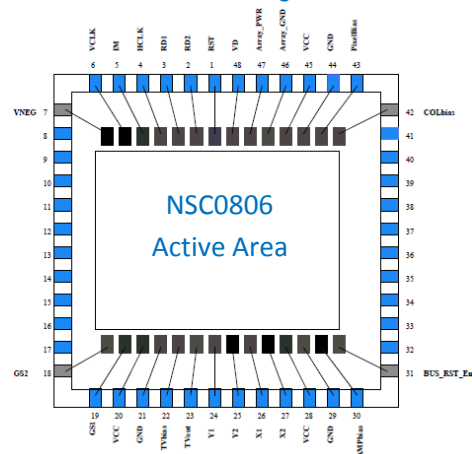 VCLK IM HCLK RD1 RD2 RST VD Array_PWR Array_GND VCC GND PixelBias
6 5 4 3 2 1 48 47 46 45 44 43
VNEG 7 42 COLbias
8 41
9 40
10 39
11 38
12 37
13 36
14 35
15 34
16 33
17 32
GS2 18 31 BUS_RST_En
NSC0806
Active Area
19 20 21 22 23 24 25 26 27 28 29 30
GS1 VCC GND TVbias TVout Y1 Y2 X1 X2 VCC GND AMPbias